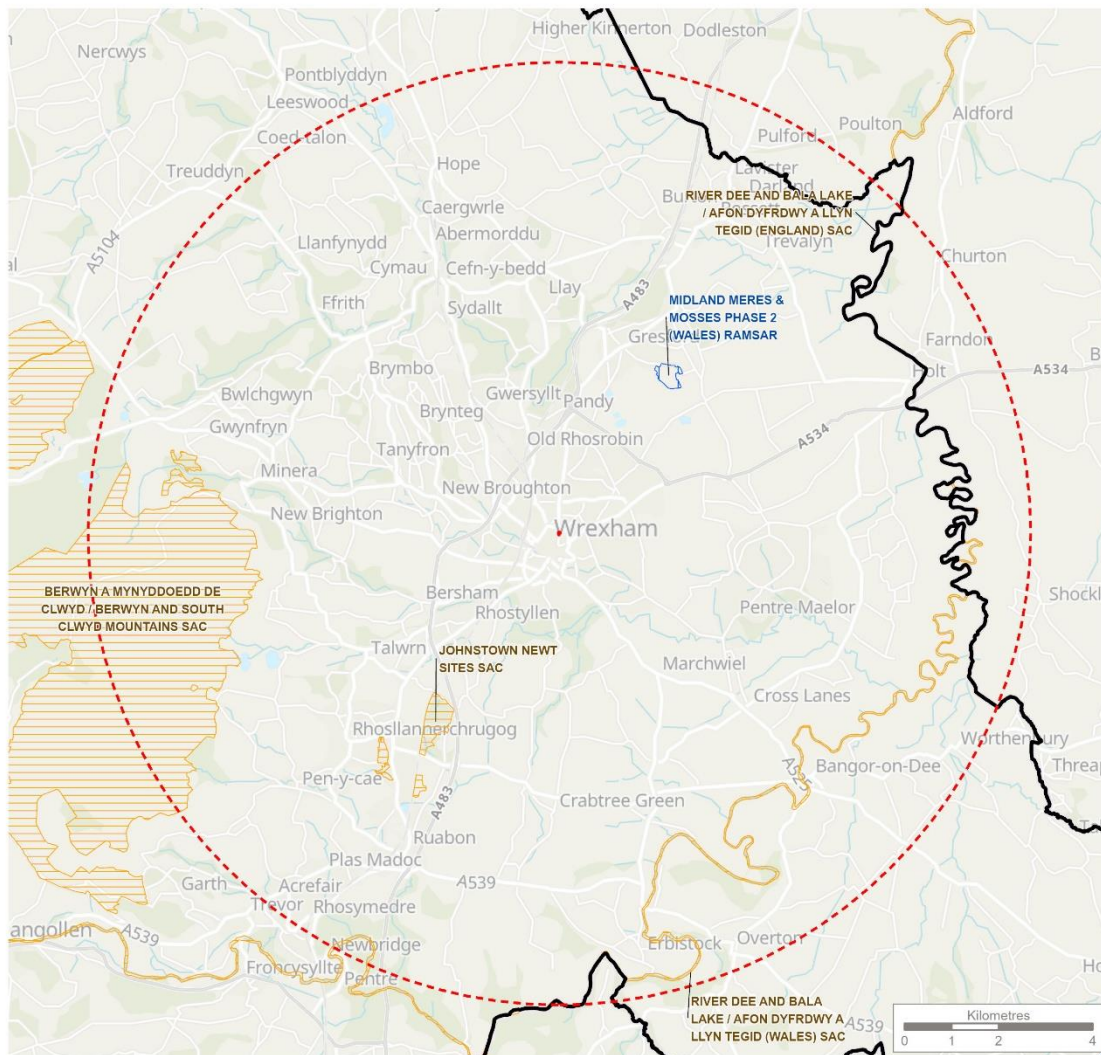 Higher Kinnerton
Dodleston
Nercwys
Pontblyddyn
Leeswood
Coed-talon
Pulford
Poulton
Aldford
Treuddyn
Hope
Lavister
Darland
RIVER DEE AND BALA LAKE
/ AFON DYFRDWY A LLYN
TEGID (ENGLAND) SAC
Caergwrle
Abermorddu
Trevalyn
A5104
Llanfynydd
Cymau
Cefn-y-bedd
Churton
Llay
A483
Ffrith
Sydallt
MIDLAND MERES &
MOSSES PHASE 2
(WALES) RAMSAR
Farndon
Brymbo
Holt
A534
Bwlchgwyn
Gwersyllt
Pandy
Brynteg
Gwynfryn
Old Rhosrobin
A534
Tanyfron
Minera
New Broughton
New Brighton
Wrexham
BERWYN A MYNYDDOEDD DE
CLWYD / BERWYN AND SOUTH
CLWYD MOUNTAINS SAC
Bersham
Rhostyllen
Pentre Maelor
Talwrn
JOHNSTOWN NEWT
SITES SAC
Marchwiel
Cross Lanes
Rhosllannerchrugog
Worthenbury
Pen-y-cae
A525
Bangor-on-Dee
A483
Crabtree Green
Ruabon
Plas Madoc
Garth
Acrefair
A539
Trevor
Rhosymedre
angollen
A539
Newbridge
Erbistock
Overton
Froncysyllte
Pentre
RIVER DEE AND BALA
LAKE / AFON DYFRDWY A
LLYN TEGID (WALES) SAC
A539
Kilometres
0 1 2 4